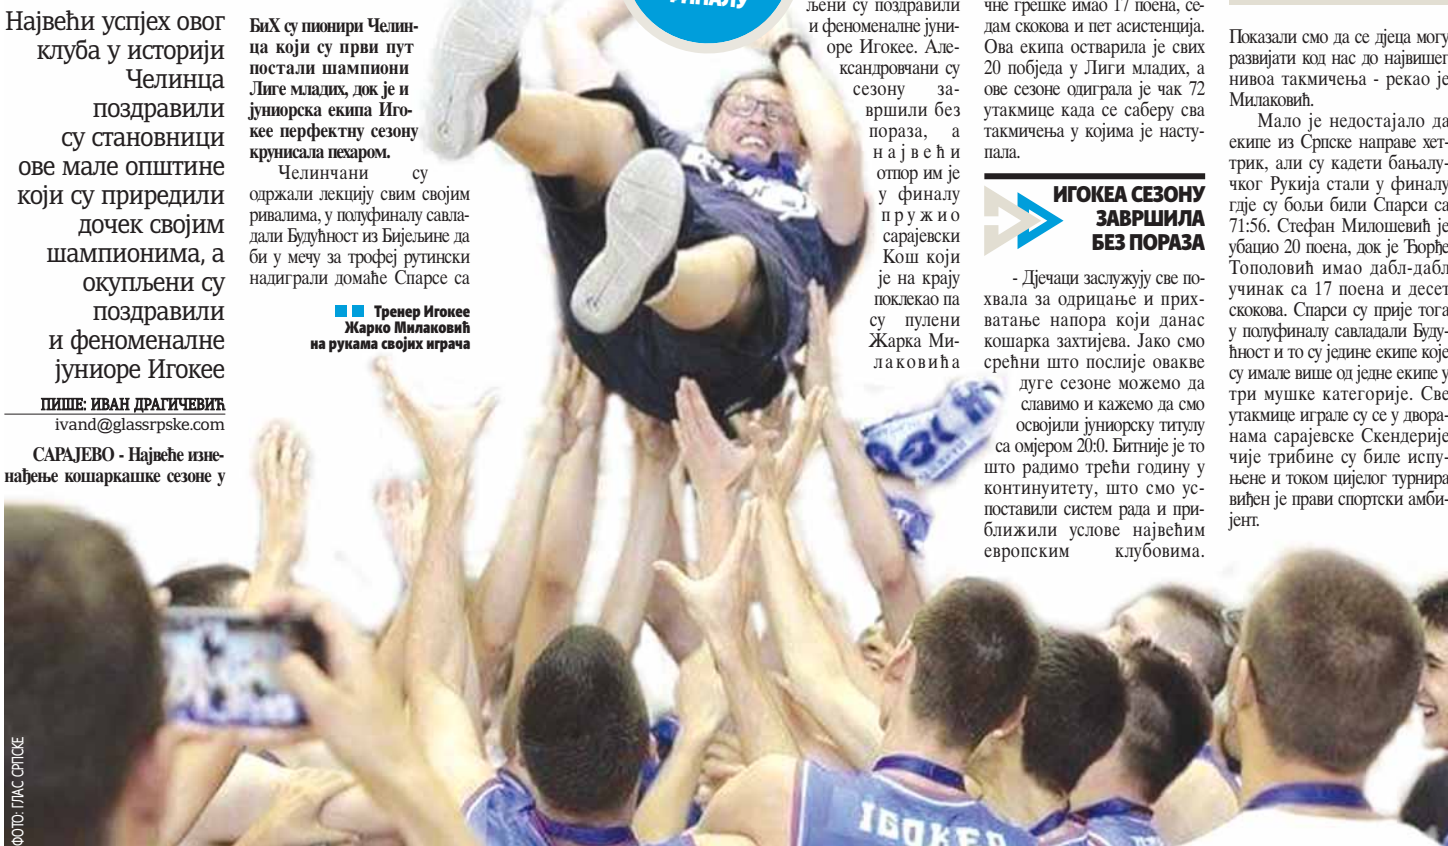 Највећи успјех овог
клуба у историји
Челинца
поздравили
су становници
ове мале општине
који су приредили
дочек својим
шампионима, а
окупљени су
поздравили
и феноменалне
јуниоре Игокее
ПИШЕ: ИВАН ДРАГИЧЕВИЋ
ivand@glassrpske.com
САРАЈЕВО - Највеће изне-
нађење кошаркашке сезоне у
БиХ су пионири Челин-
ца који су први пут
постали шампиони
Лиге младих, док је и
јуниорска екипа Иго-
кее перфектну сезону
крунисала пехаром.
Челинчани су
одржали лекцију свим својим
ривалима, у полуфиналу савла-
дали Будућност из Бијељине да
би у мечу за трофеј рутински
надиграли домаће Спарсе са
Тренер Игокее
Жарко Милаковић
на рукама својих играча
љени су поздравили
и феноменалне јуни-
оре Игокее. Але-
ксандровчани су
сезону за-
вршили без
пораза, а
највећи
отпор им је
у финалу
пружио
сарајевски
Кош који
је на крају
поклекао па
су пулени
Жарка Ми-
лаковића
чне грешке имао 17 поена, се-
дам скокова и пет асистенција.
Ова екипа остварила је свих
20 побједа у Лиги младих, а
ове сезоне одиграла је чак 72
утакмице када се саберу сва
такмичења у којима је насту-
пала.
ИГОКЕА СЕЗОНУ
ЗАВРШИЛА
БЕЗ ПОРАЗА
- Дјечаци заслужују све по-
хвала за одрицање и прих-
ватање напора који данас
кошарка захтијева. Јако смо
срећни што послије овакве
дуге сезоне можемо да
славимо и кажемо да смо
освојили јуниорску титулу
са омјером 20:0. Битније је то
што радимо трећи годину у
континуитету, што смо ус-
поставили систем рада и при-
ближили услове највећим
европским клубовима.
Показали смо да се дјеца могу
развијати код нас до највишег
нивоа такмичења - рекао је
Милаковић.
Мало је недостајало да
екипе из Српске направе хет-
трик, али су кадети бањалу-
чког Рукија стали у финалу
гдје су бољи били Спарси са
71:56. Стефан Милошевић је
убацио 20 поена, док је Ђорђе
Тополовић имао дабл-дабл
учинак са 17 поена и десет
скокова. Спарси су прије тога
у полуфиналу савладали Буду-
ћност и то су једине екипе које
су имале више од једне екипе у
три мушке категорије. Све
утакмице играле су се у двора-
нама сарајевске Скендерије
чије трибине су биле испу-
њене и током цијелог турнира
виђен је прави спортски амби-
јент.
ФОТО: ГЛАС СРПСКЕ